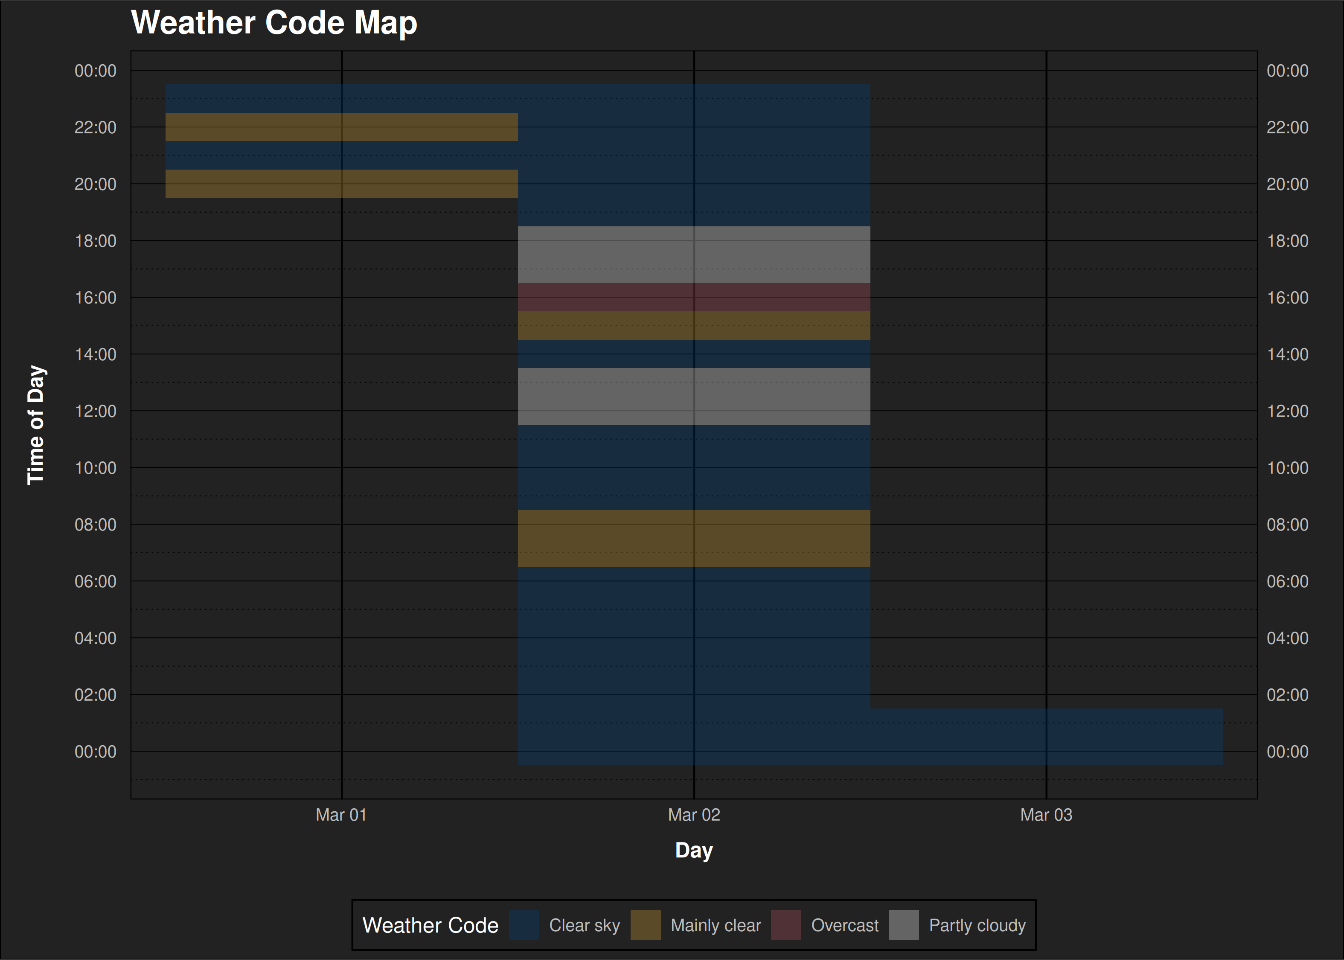 Weather Code Map
00:00 00:00
22:00 22:00
20:00 20:00
18:00 18:00
16:00 16:00
14:00 14:00
12:00 12:00
10:00 10:00
08:00 08:00
06:00 06:00
04:00 04:00
02:00 02:00
00:00 00:00
Time of Day
Mar 01 Mar 02 Mar 03
Day
Weather Code Clear sky Mainly clear Overcast Partly cloudy